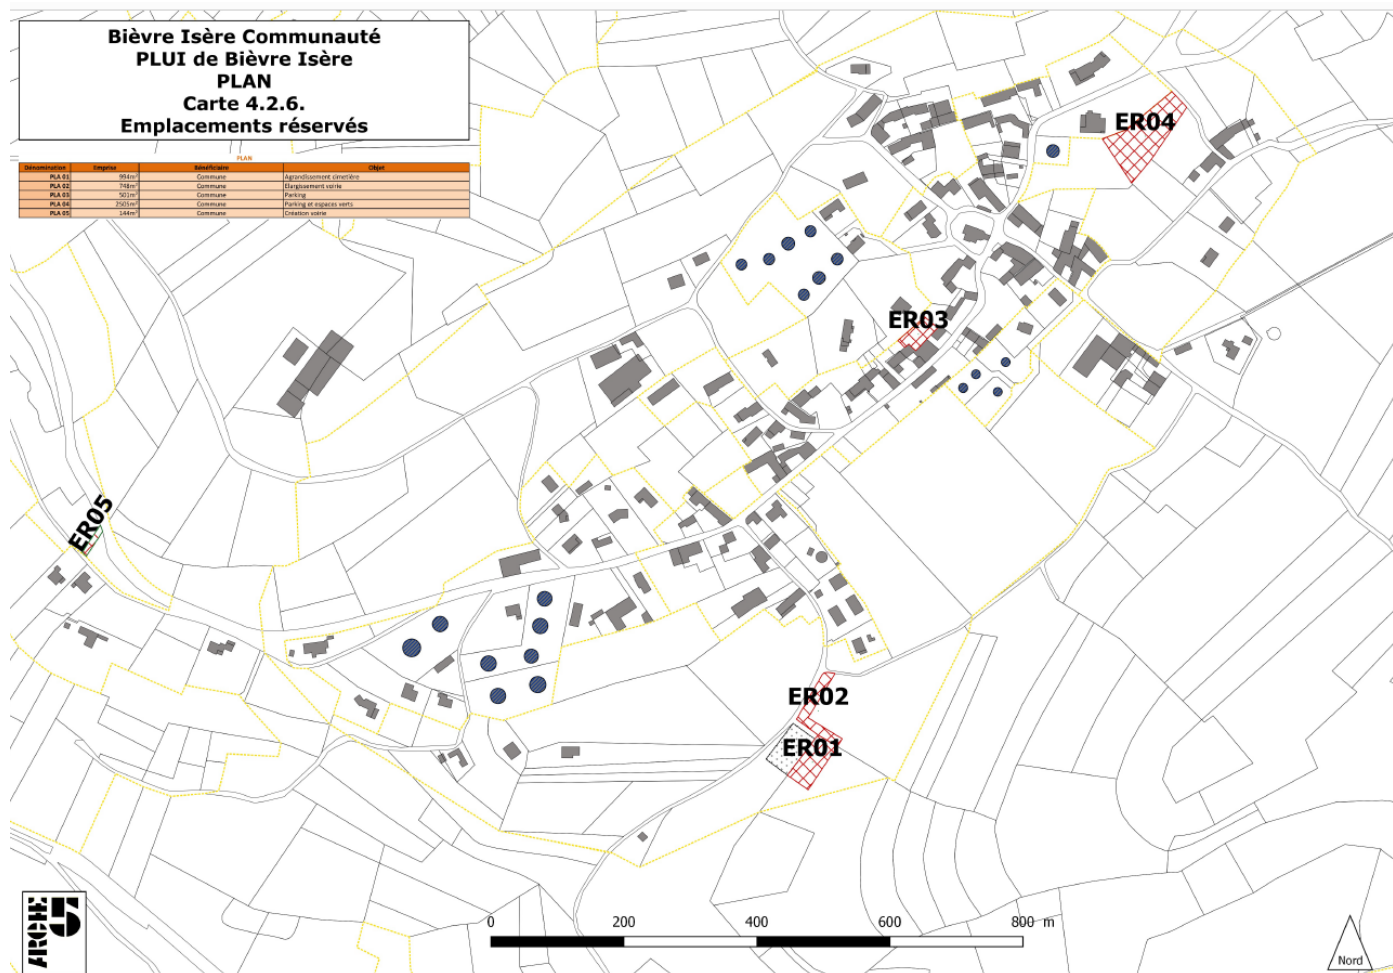 Bièvre Isère Communauté
PLUI de Bièvre Isère
PLAN
Carte 4.2.6.
Emplacements réservés
PLAN
Dénomination Emprise Bénéficiaire Objet
PLA 01 994m² Commune Agrandissement cimetière
PLA 02 748m² Commune Elargissement voirie
PLA 03 501m² Commune Parking
PLA 04 2505m² Commune Parking et espaces verts
PLA 05 144m² Commune Création voirie
ER04
ER03
ER05
ER02
ER01
0 200 400 600 800 m
ARCHE 5
Nord